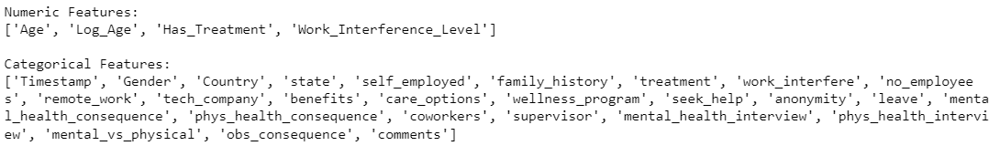 Numeric Features:
['Age', 'Log_Age', 'Has_Treatment', 'Work_Interference_Level']
Categorical Features:
['Timestamp', 'Gender', 'Country', 'state', 'self_employed', 'family_history', 'treatment', 'work_interfere', 'no_employee
s', 'remote_work', 'tech_company', 'benefits', 'care_options', 'wellness_program', 'seek_help', 'anonymity', 'leave', 'menta
l_health_consequence', 'phys_health_consequence', 'coworkers', 'supervisor', 'mental_health_interview', 'phys_health_intervi
ew', 'mental_vs_physical', 'obs_consequence', 'comments']